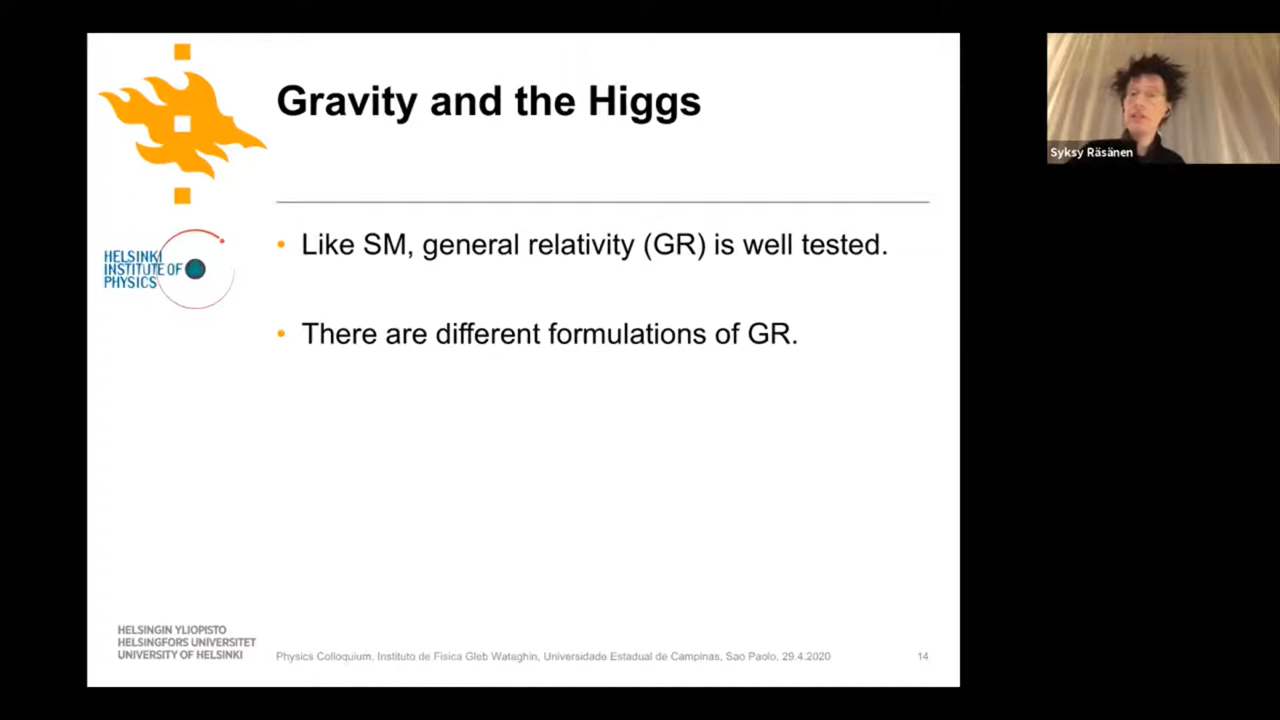 Gravity and the Higgs
Syksy Räsänen
• Like SM, general relativity (GR) is well tested.
HELSINKI
INSTITUTE OF
PHYSICS
• There are different formulations of GR.
HELSINGIN YLIOPISTO
HELSINGFORS UNIVERSITET
UNIVERSITY OF HELSINKI
Physics Colloquium. Instituto de Fisica Gleb Wataghin, Universidade Estadual de Campinas, Sao Paolo, 29.4.2020
14